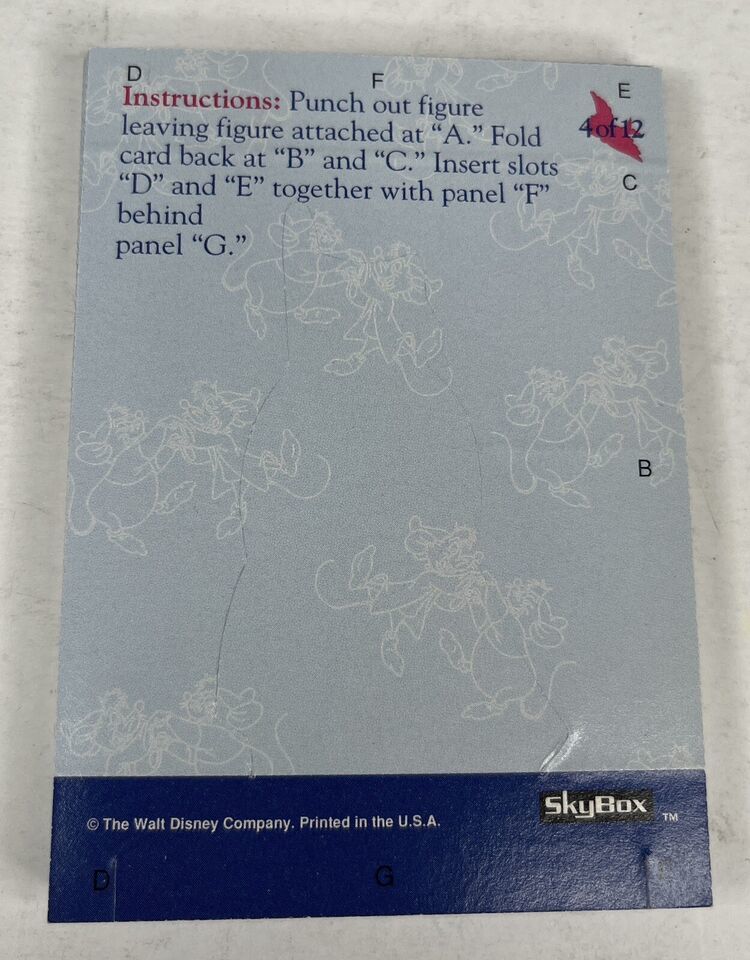 D F E
Instructions: Punch out figure
leaving figure attached at “A.” Fold
card back at “B” and “C.” Insert slots
“D” and “E” together with panel “F”
behind
panel “G.”
4 of 12
C
B
© The Walt Disney Company. Printed in the U.S.A.
SkyBox ™
D G